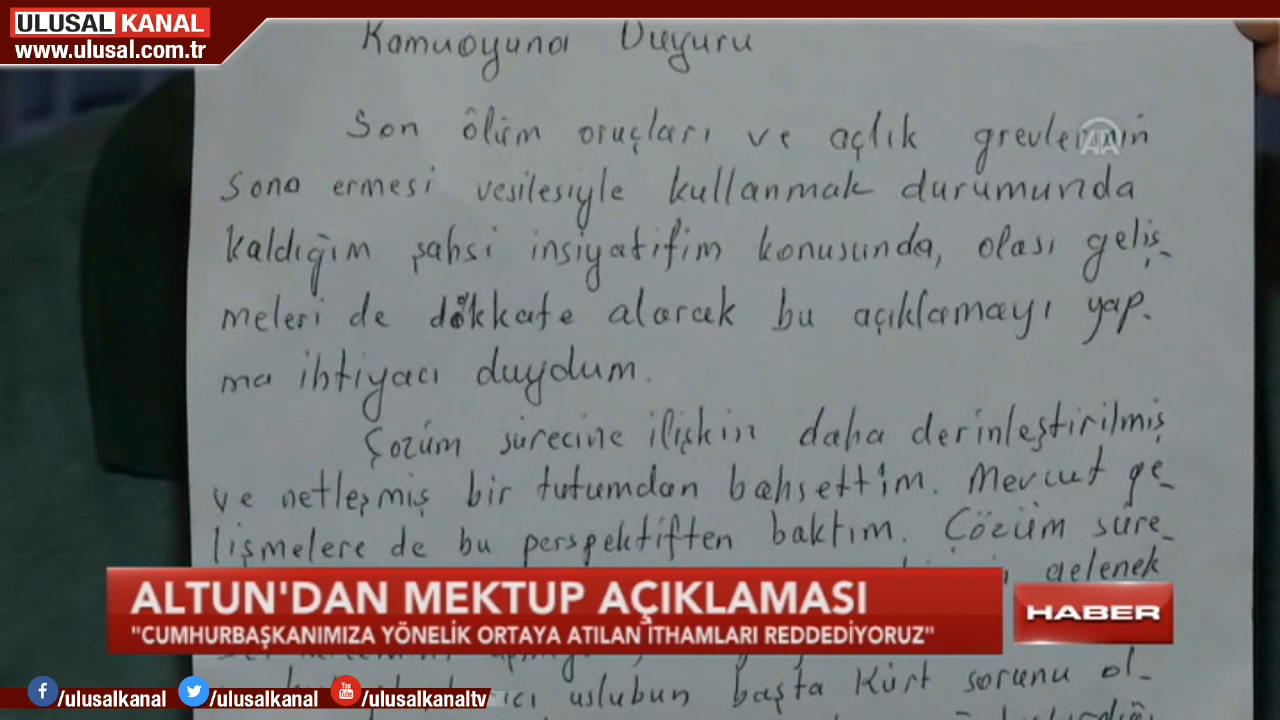 ULUSAL KANAL
www.ulusal.com.tr
Kamuoyuna Duyuru
Son ölüm oruçları ve açlık grevlerinin
AA
sona ermesi vesilesiyle kullanmak durumunda
kaldığım şahsi insiyatifim konusunda, olası geliş-
meleri de dikkate alarak bu açıklamayı yap-
ma ihtiyacı duydum.
Çözüm sürecine ilişkin daha derinleştirilmiş
ve netleşmiş bir tutumdan bahsettim. Mevcut ge-
lişmelere de bu perspektiften baktım. Çözüm süre-
gelenek
ALTUN'DAN MEKTUP AÇIKLAMASI
"CUMHURBAŞKANIMIZA YÖNELİK ORTAYA ATILAN İTHAMLARI REDDEDİYORUZ"
HABER
uslubun başta Kürt sorunu ol-
/ulusalkanal /ulusalkanal You Tube /ulusalkanaltv